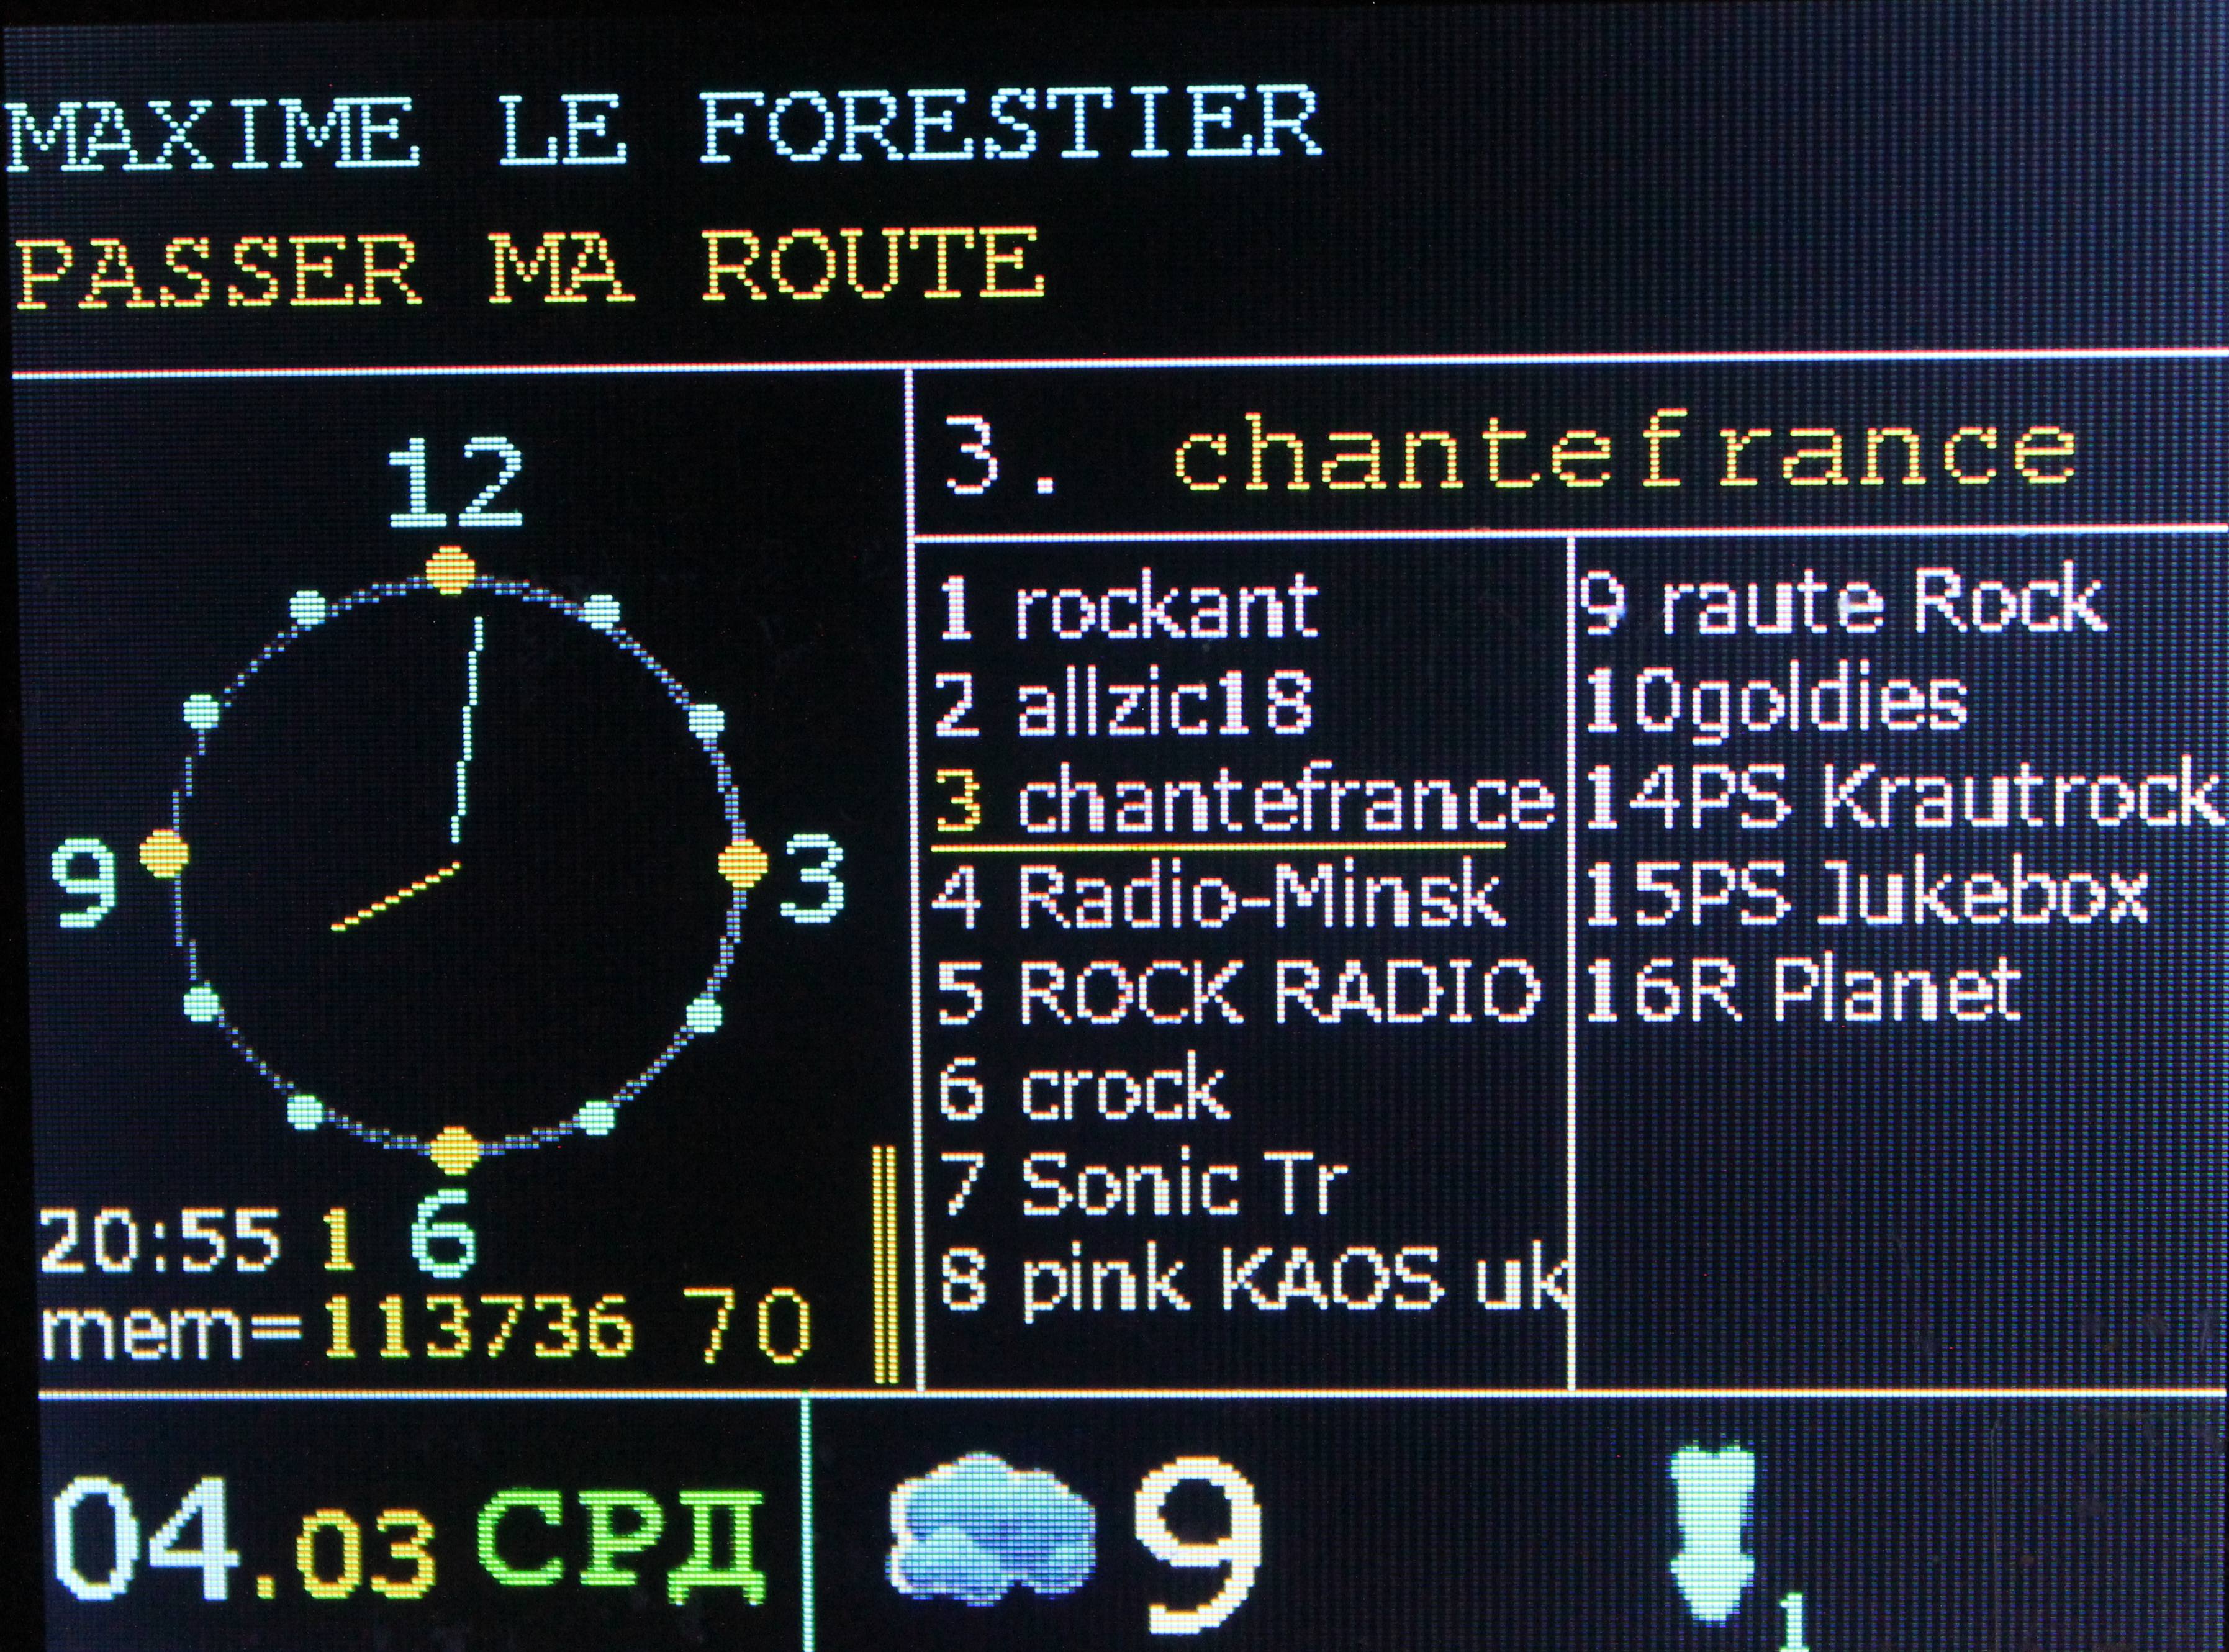 MAXIME LE FORESTIER
PASSER MA ROUTE
12
9
3
6
20:55 1
mem=113736 70
3. chantefrance
1 rockant
2 allzic18
3 chantefrance
4 Radio-Minsk
5 ROCK RADIO
6 crock
7 Sonic Tr
8 pink KAOS uk
9 raute Rock
10goldies
14PS Krautrock
15PS Jukebox
16R Planet
04.03 СРД
9
1